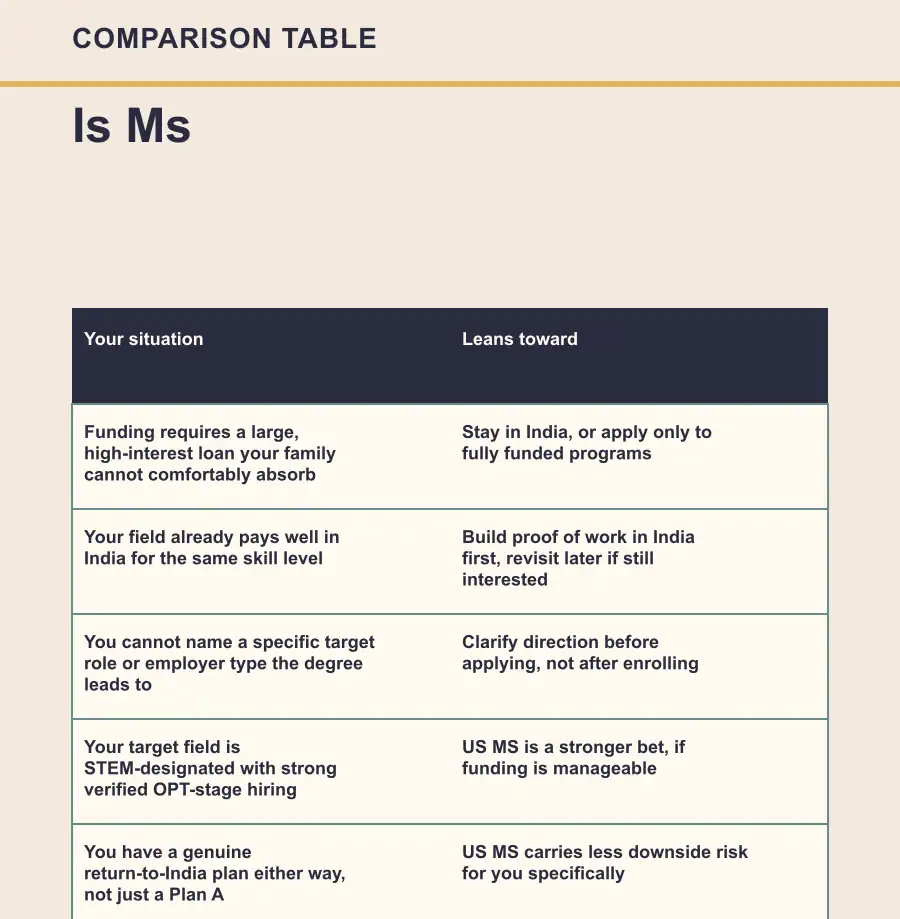 COMPARISON TABLE
Is Ms
Your situation
Leans toward
Funding requires a large,
high-interest loan your family
cannot comfortably absorb
Stay in India, or apply only to
fully funded programs
Your field already pays well in
India for the same skill level
Build proof of work in India
first, revisit later if still
interested
You cannot name a specific target
role or employer type the degree
leads to
Clarify direction before
applying, not after enrolling
Your target field is
STEM-designated with strong
verified OPT-stage hiring
US MS is a stronger bet, if
funding is manageable
You have a genuine
return-to-India plan either way,
not just a Plan A
US MS carries less downside risk
for you specifically